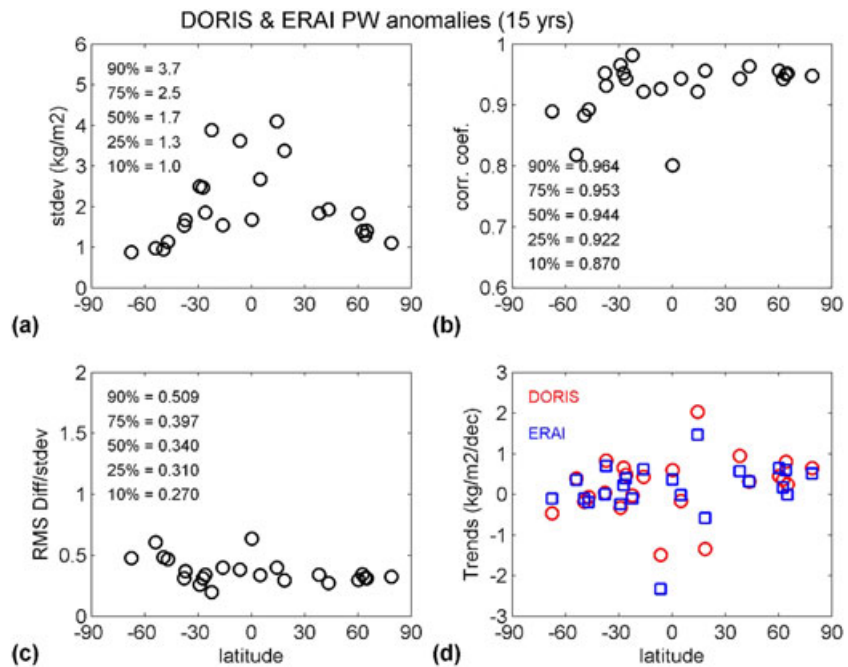 DORIS & ERAI PW anomalies (15 yrs)
stdev (kg/m2)
6
5
4
3
2
1
0
90% = 3.7
75% = 2.5
50% = 1.7
25% = 1.3
10% = 1.0
-90 -60 -30 0 30 60 90
(a)
corr. coef.
1
0.9
0.8
0.7
0.6
90% = 0.964
75% = 0.953
50% = 0.944
25% = 0.922
10% = 0.870
-90 -60 -30 0 30 60 90
(b)
RMS Diff/stdev
2
1.5
1
0.5
0
90% = 0.509
75% = 0.397
50% = 0.340
25% = 0.310
10% = 0.270
-90 -60 -30 0 30 60 90
latitude
(c)
Trends (kg/m2/dec)
3
2
1
0
-1
-2
-3
DORIS
ERAI
-90 -60 -30 0 30 60 90
latitude
(d)